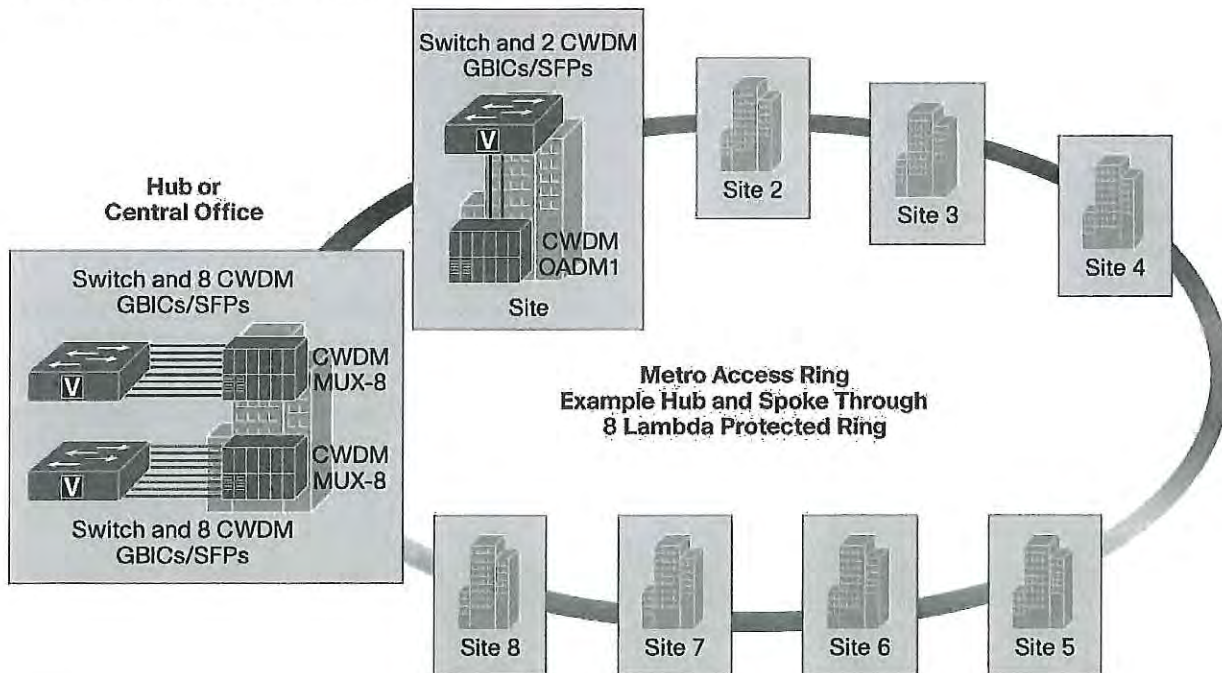 Switch and 2 CWDM
GBICs/SFPs
V
CWDM
OADM1
Site
Site 2
Site 3
Site 4
Hub or
Central Office
Switch and 8 CWDM
GBICs/SFPs
V
CWDM
MUX-8
V
CWDM
MUX-8
Switch and 8 CWDM
GBICs/SFPs
Metro Access Ring
Example Hub and Spoke Through
8 Lambda Protected Ring
Site 8
Site 7
Site 6
Site 5